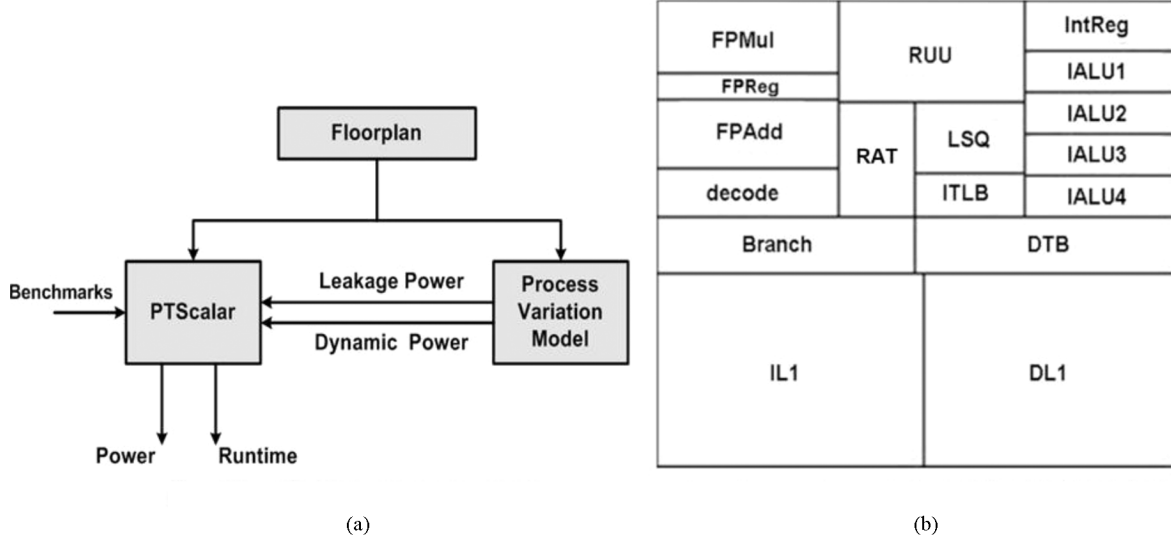 Floorplan
Benchmarks
PTScalar
Leakage Power
Dynamic Power
Process
Variation
Model
Power
Runtime
(a)
FPMul
FPReg
FPAdd
decode
RUU
RAT
LSQ
ITLB
IntReg
IALU1
IALU2
IALU3
IALU4
Branch
DTB
IL1
DL1
(b)